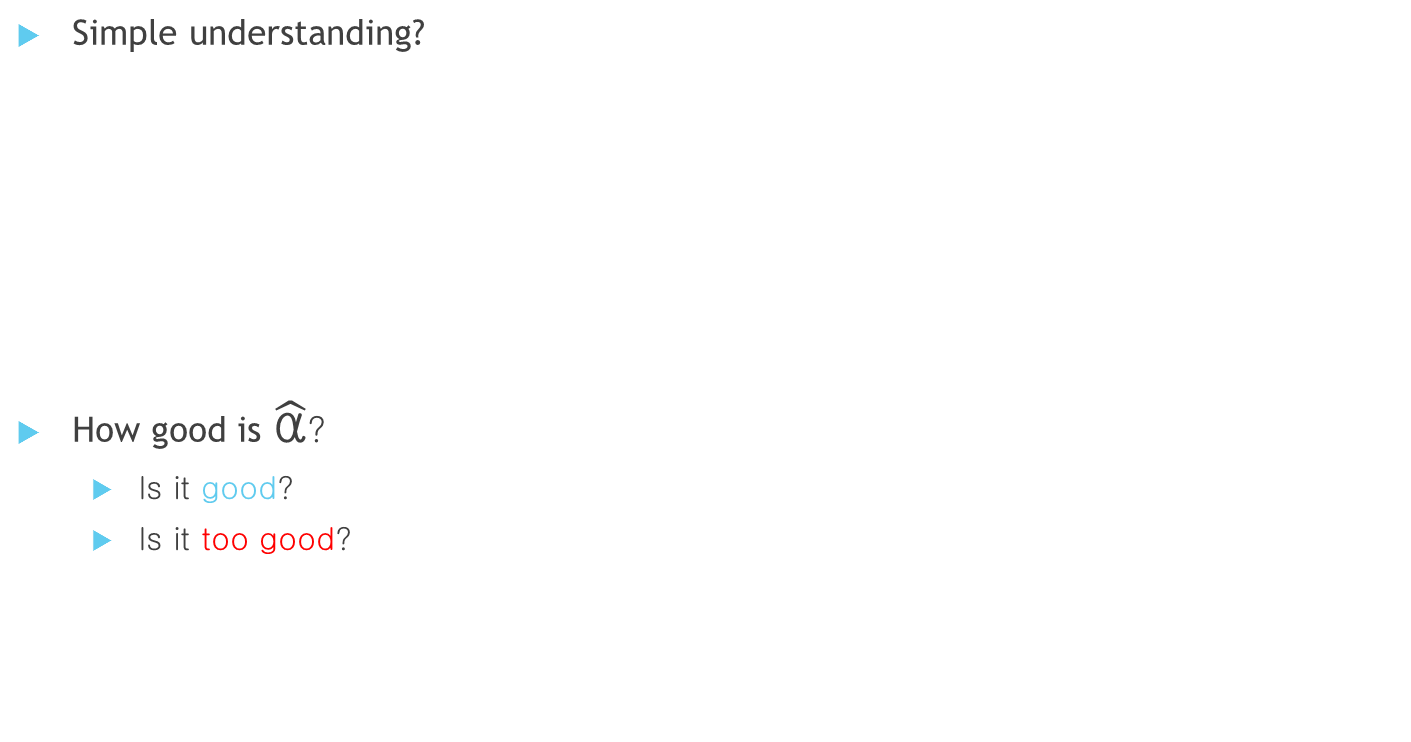 Simple understanding?
How good is α̂?
Is it good?
Is it too good?